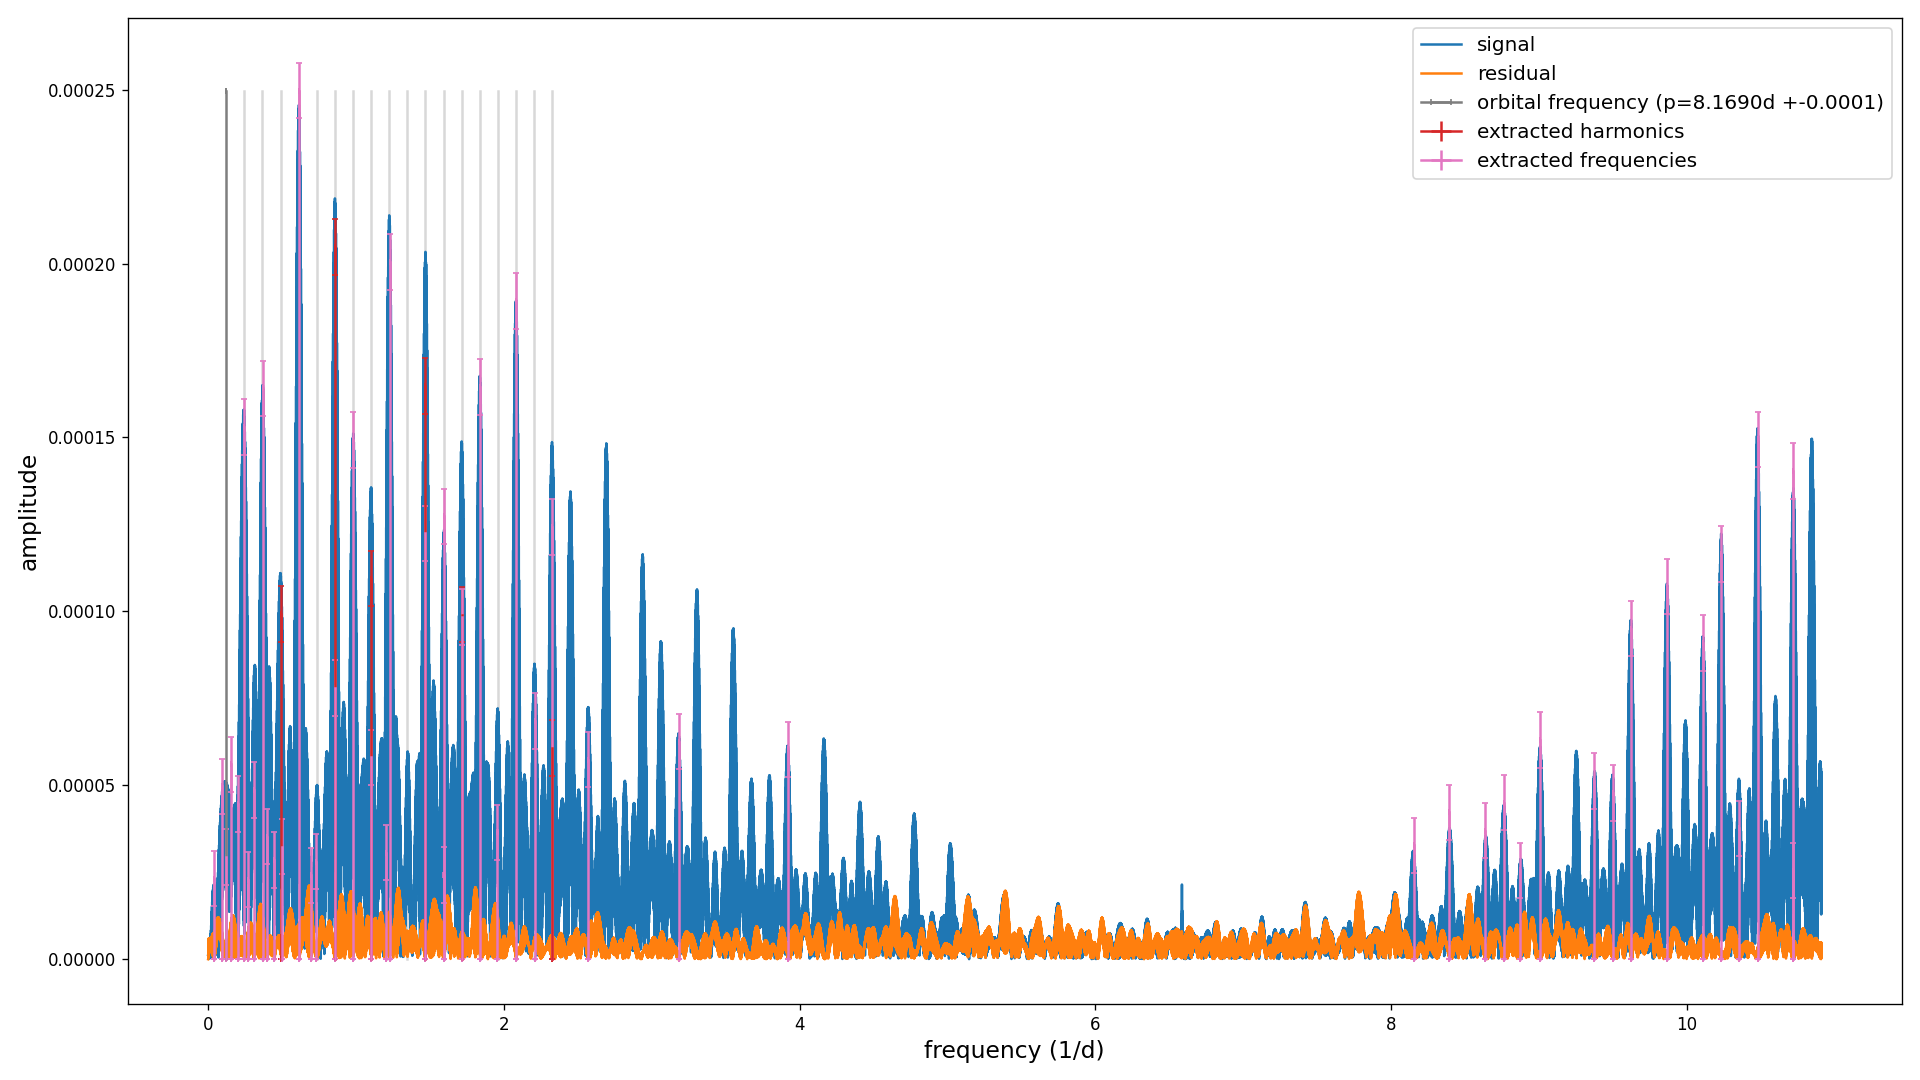 signal
residual
orbital frequency (p=8.1690d +-0.0001)
extracted harmonics
extracted frequencies
amplitude
0.00025
0.00020
0.00015
0.00010
0.00005
0.00000
0 2 4 6 8 10
frequency (1/d)